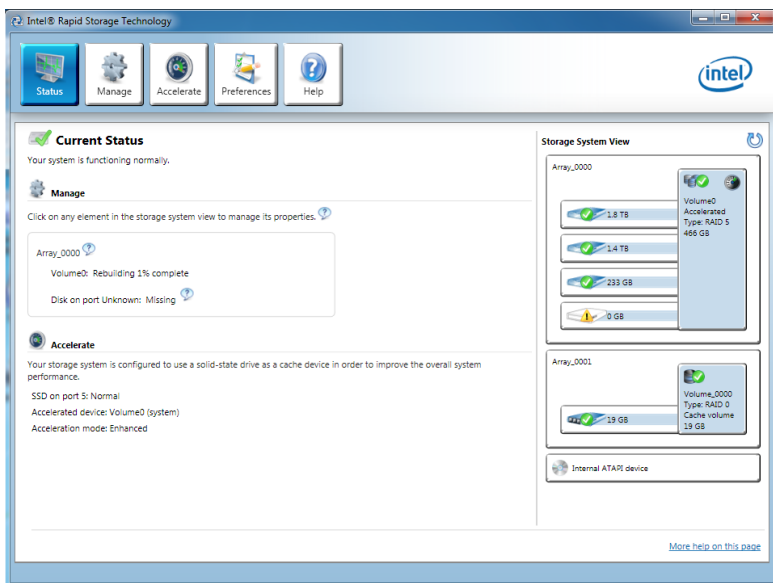 Intel® Rapid Storage Technology
Status
Manage
Accelerate
Preferences
Help
intel
Current Status
Your system is functioning normally.
Manage
Click on any element in the storage system view to manage its properties.
Array_0000
Volume0: Rebuilding 1% complete
Disk on port Unknown: Missing
Accelerate
Your storage system is configured to use a solid-state drive as a cache device in order to improve the overall system
performance.
SSD on port 5: Normal
Accelerated device: Volume0 (system)
Acceleration mode: Enhanced
Storage System View
Array_0000
1.8 TB
1.4 TB
233 GB
0 GB
Volume0
Accelerated
Type: RAID 5
466 GB
Array_0001
19 GB
Volume_0000
Type: RAID 0
Cache volume
19 GB
Internal ATAPI device
More help on this page